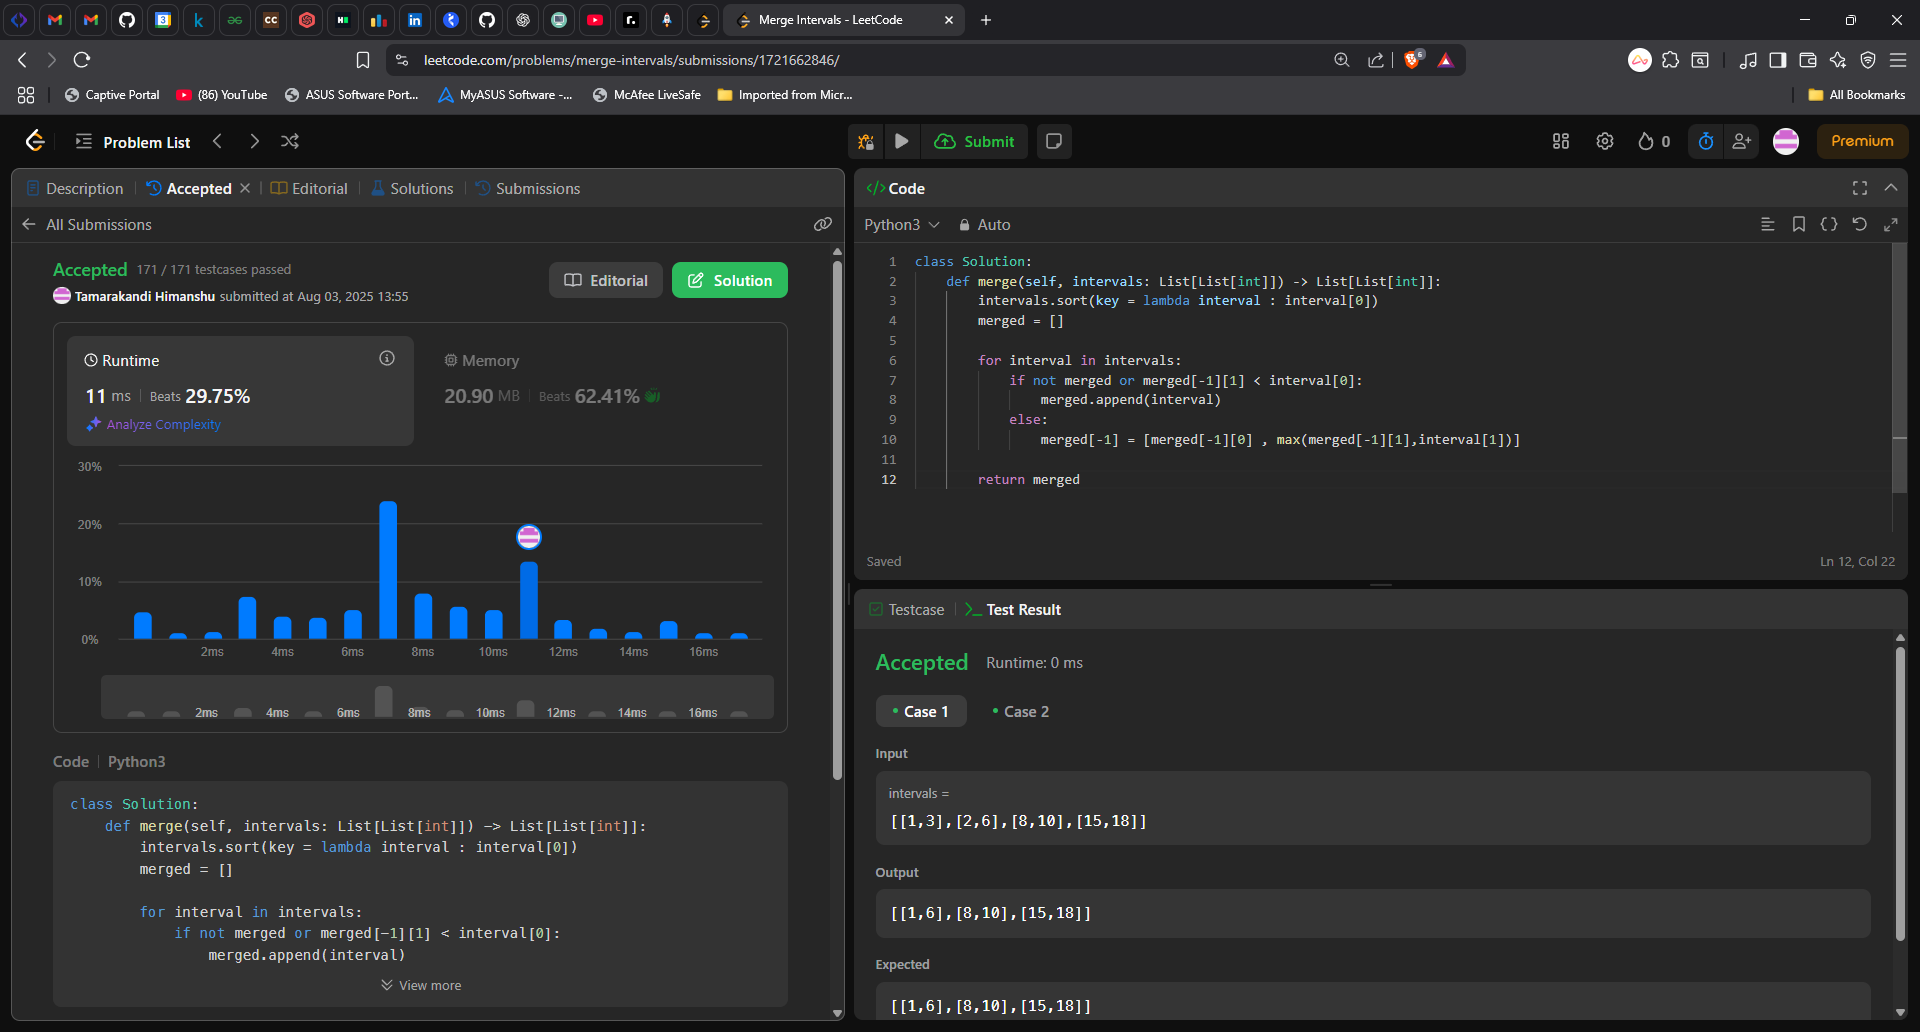 Merge Intervals - LeetCode
leetcode.com/problems/merge-intervals/submissions/1721662846/
6
Captive Portal
(86) YouTube
ASUS Software Port...
MyASUS Software -...
McAfee LiveSafe
Imported from Micr...
All Bookmarks
Problem List
Submit
0
Premium
Description
Accepted
Editorial
Solutions
Submissions
All Submissions
Accepted 171 / 171 testcases passed
Tamarakandi Himanshu submitted at Aug 03, 2025 13:55
Editorial
Solution
Runtime
11 ms Beats 29.75%
Analyze Complexity
Memory
20.90 MB Beats 62.41%
30%
20%
10%
0%
2ms 4ms 6ms 8ms 10ms 12ms 14ms 16ms
2ms 4ms 6ms 8ms 10ms 12ms 14ms 16ms
Code Python3
class Solution:
    def merge(self, intervals: List[List[int]]) -> List[List[int]]:
        intervals.sort(key = lambda interval : interval[0])
        merged = []
        for interval in intervals:
            if not merged or merged[-1][1] < interval[0]:
                merged.append(interval)
View more
</> Code
Python3
Auto
1 class Solution:
2     def merge(self, intervals: List[List[int]]) -> List[List[int]]:
3         intervals.sort(key = lambda interval : interval[0])
4         merged = []
5
6         for interval in intervals:
7             if not merged or merged[-1][1] < interval[0]:
8                 merged.append(interval)
9             else:
10                 merged[-1] = [merged[-1][0] , max(merged[-1][1],interval[1])]
11
12         return merged
Saved
Ln 12, Col 22
Testcase
Test Result
Accepted Runtime: 0 ms
Case 1
Case 2
Input
intervals =
[[1,3],[2,6],[8,10],[15,18]]
Output
[[1,6],[8,10],[15,18]]
Expected
[[1,6],[8,10],[15,18]]